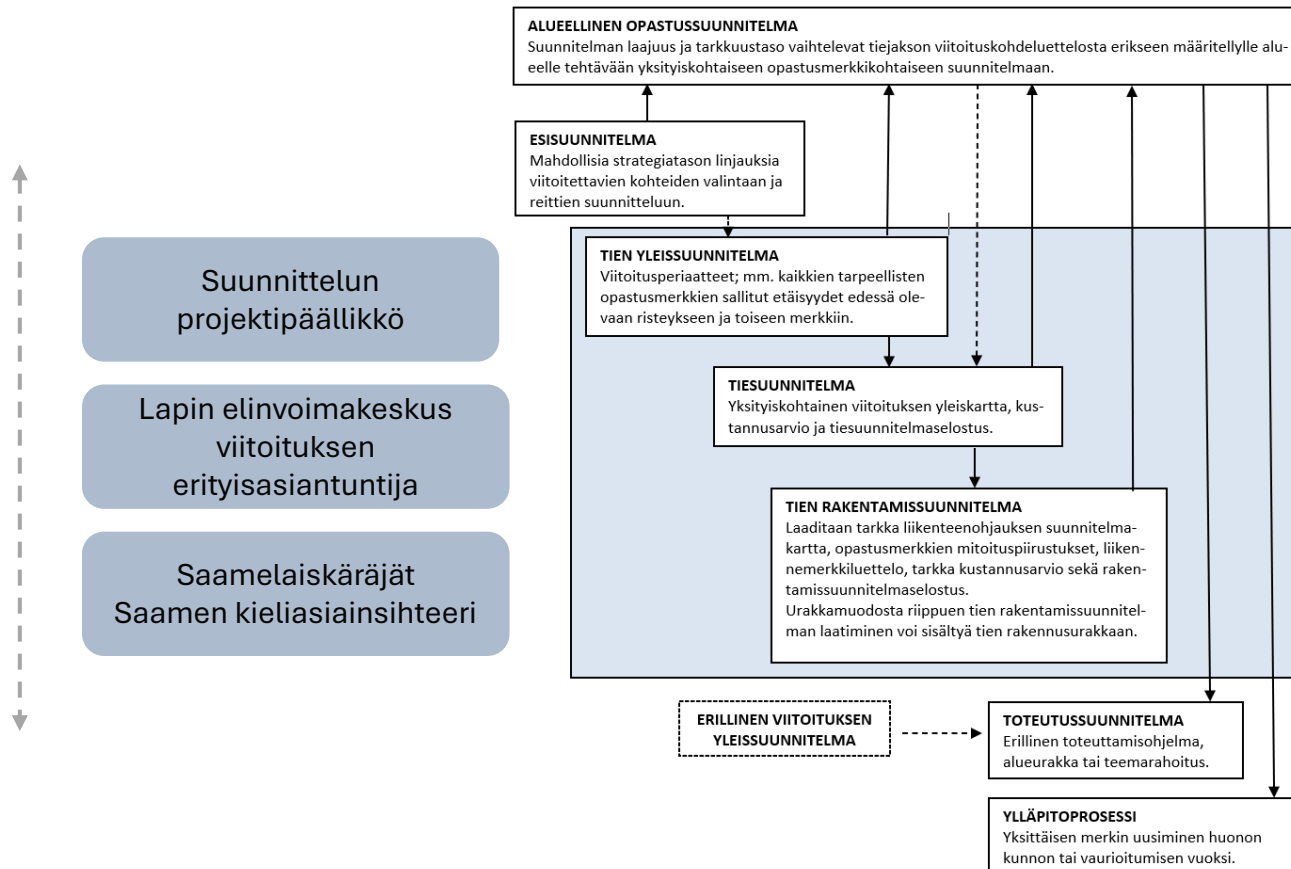 ALUEELLINEN OPASTUSSUUNNITELMA
Suunnitelman laajuus ja tarkkuustaso vaihtelevat tiejakson viitoituskohdeluettelosta erikseen määritellylle alu-
eelle tehtävään yksityiskohtaiseen opastusmerkkikohtaiseen suunnitelmaan.
ESISUUNNITELMA
Mahdollisia strategiatason linjauksia
viitoitettavien kohteiden valintaan ja
reittien suunnitteluun.
Suunnittelun
projektipäällikkö
Lapin elinvoimakeskus
viitoituksen
erityisasiantuntija
Saamelaiskäräjät
Saamen kieliasiainsihteeri
TIEN YLEISSUUNNITELMA
Viitoitusperiaatteet; mm. kaikkien tarpeellisten
opastusmerkkien sallitut etäisyydet edessä ole-
vaan risteykseen ja toiseen merkkiin.
TIESUUNNITELMA
Yksityiskohtainen viitoituksen yleiskartta, kus-
tannusarvio ja tiesuunnitelmaselostus.
TIEN RAKENTAMISSUUNNITELMA
Laaditaan tarkka liikenteenohjauksen suunnitelma-
kartta, opastusmerkkien mitoituspiirustukset, liiken-
nemerkkiluettelo, tarkka kustannusarvio sekä raken-
tamissuunnitelmaselostus.
Urakkamuodosta riippuen tien rakentamissuunnitel-
man laatiminen voi sisältyä tien rakennusurakkaan.
ERILLINEN VIITOITUKSEN
YLEISSUUNNITELMA
TOTEUTUSSUUNNITELMA
Erillinen toteuttamisohjelma,
alueurakka tai teemarahoitus.
YLLÄPITOPROSESSI
Yksittäisen merkin uusiminen huonon
kunnon tai vaurioitumisen vuoksi.